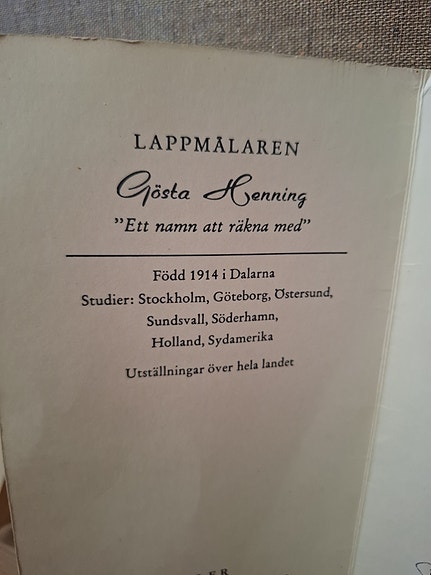 LAPPMÅLAREN
Gösta Henning
”Ett namn att räkna med”
Född 1914 i Dalarna
Studier: Stockholm, Göteborg, Östersund,
Sundsvall, Söderhamn,
Holland, Sydamerika
Utställningar över hela landet